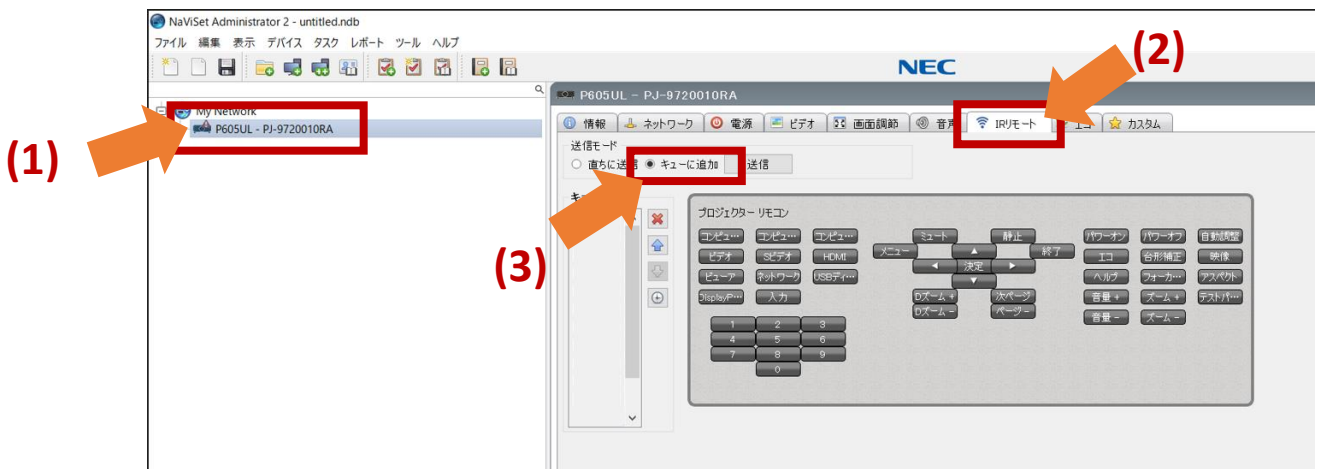 NaViSet Administrator 2 - untitled.ndb
ファイル 編集 表示 デバイス タスク レポート ツール ヘルプ
NEC
(2)
My Network
P605UL - PJ-9720010RA
(1)
P605UL - PJ-9720010RA
情報 ネットワーク 電源 ビデオ 画面調節 音声 IRリモート エコ カスタム
送信モード
直ちに送信 キューに追加 送信
(3)
プロジェクター リモコン
コンピュ… コンピュ… コンピュ… ミュート 静止 パワーオン パワーオフ 自動調整
メニュー ▲ 終了
ビデオ Sビデオ HDMI ◀ 決定 ▶ エコ 台形補正 映像
ビューア ネットワーク USBディ… ▼ ヘルプ フォーカ… アスペクト
DisplayP… 入力 Dズーム + 次ページ 音量 + ズーム + テストパ…
Dズーム - ページ - 音量 - ズーム -
1 2 3
4 5 6
7 8 9
0